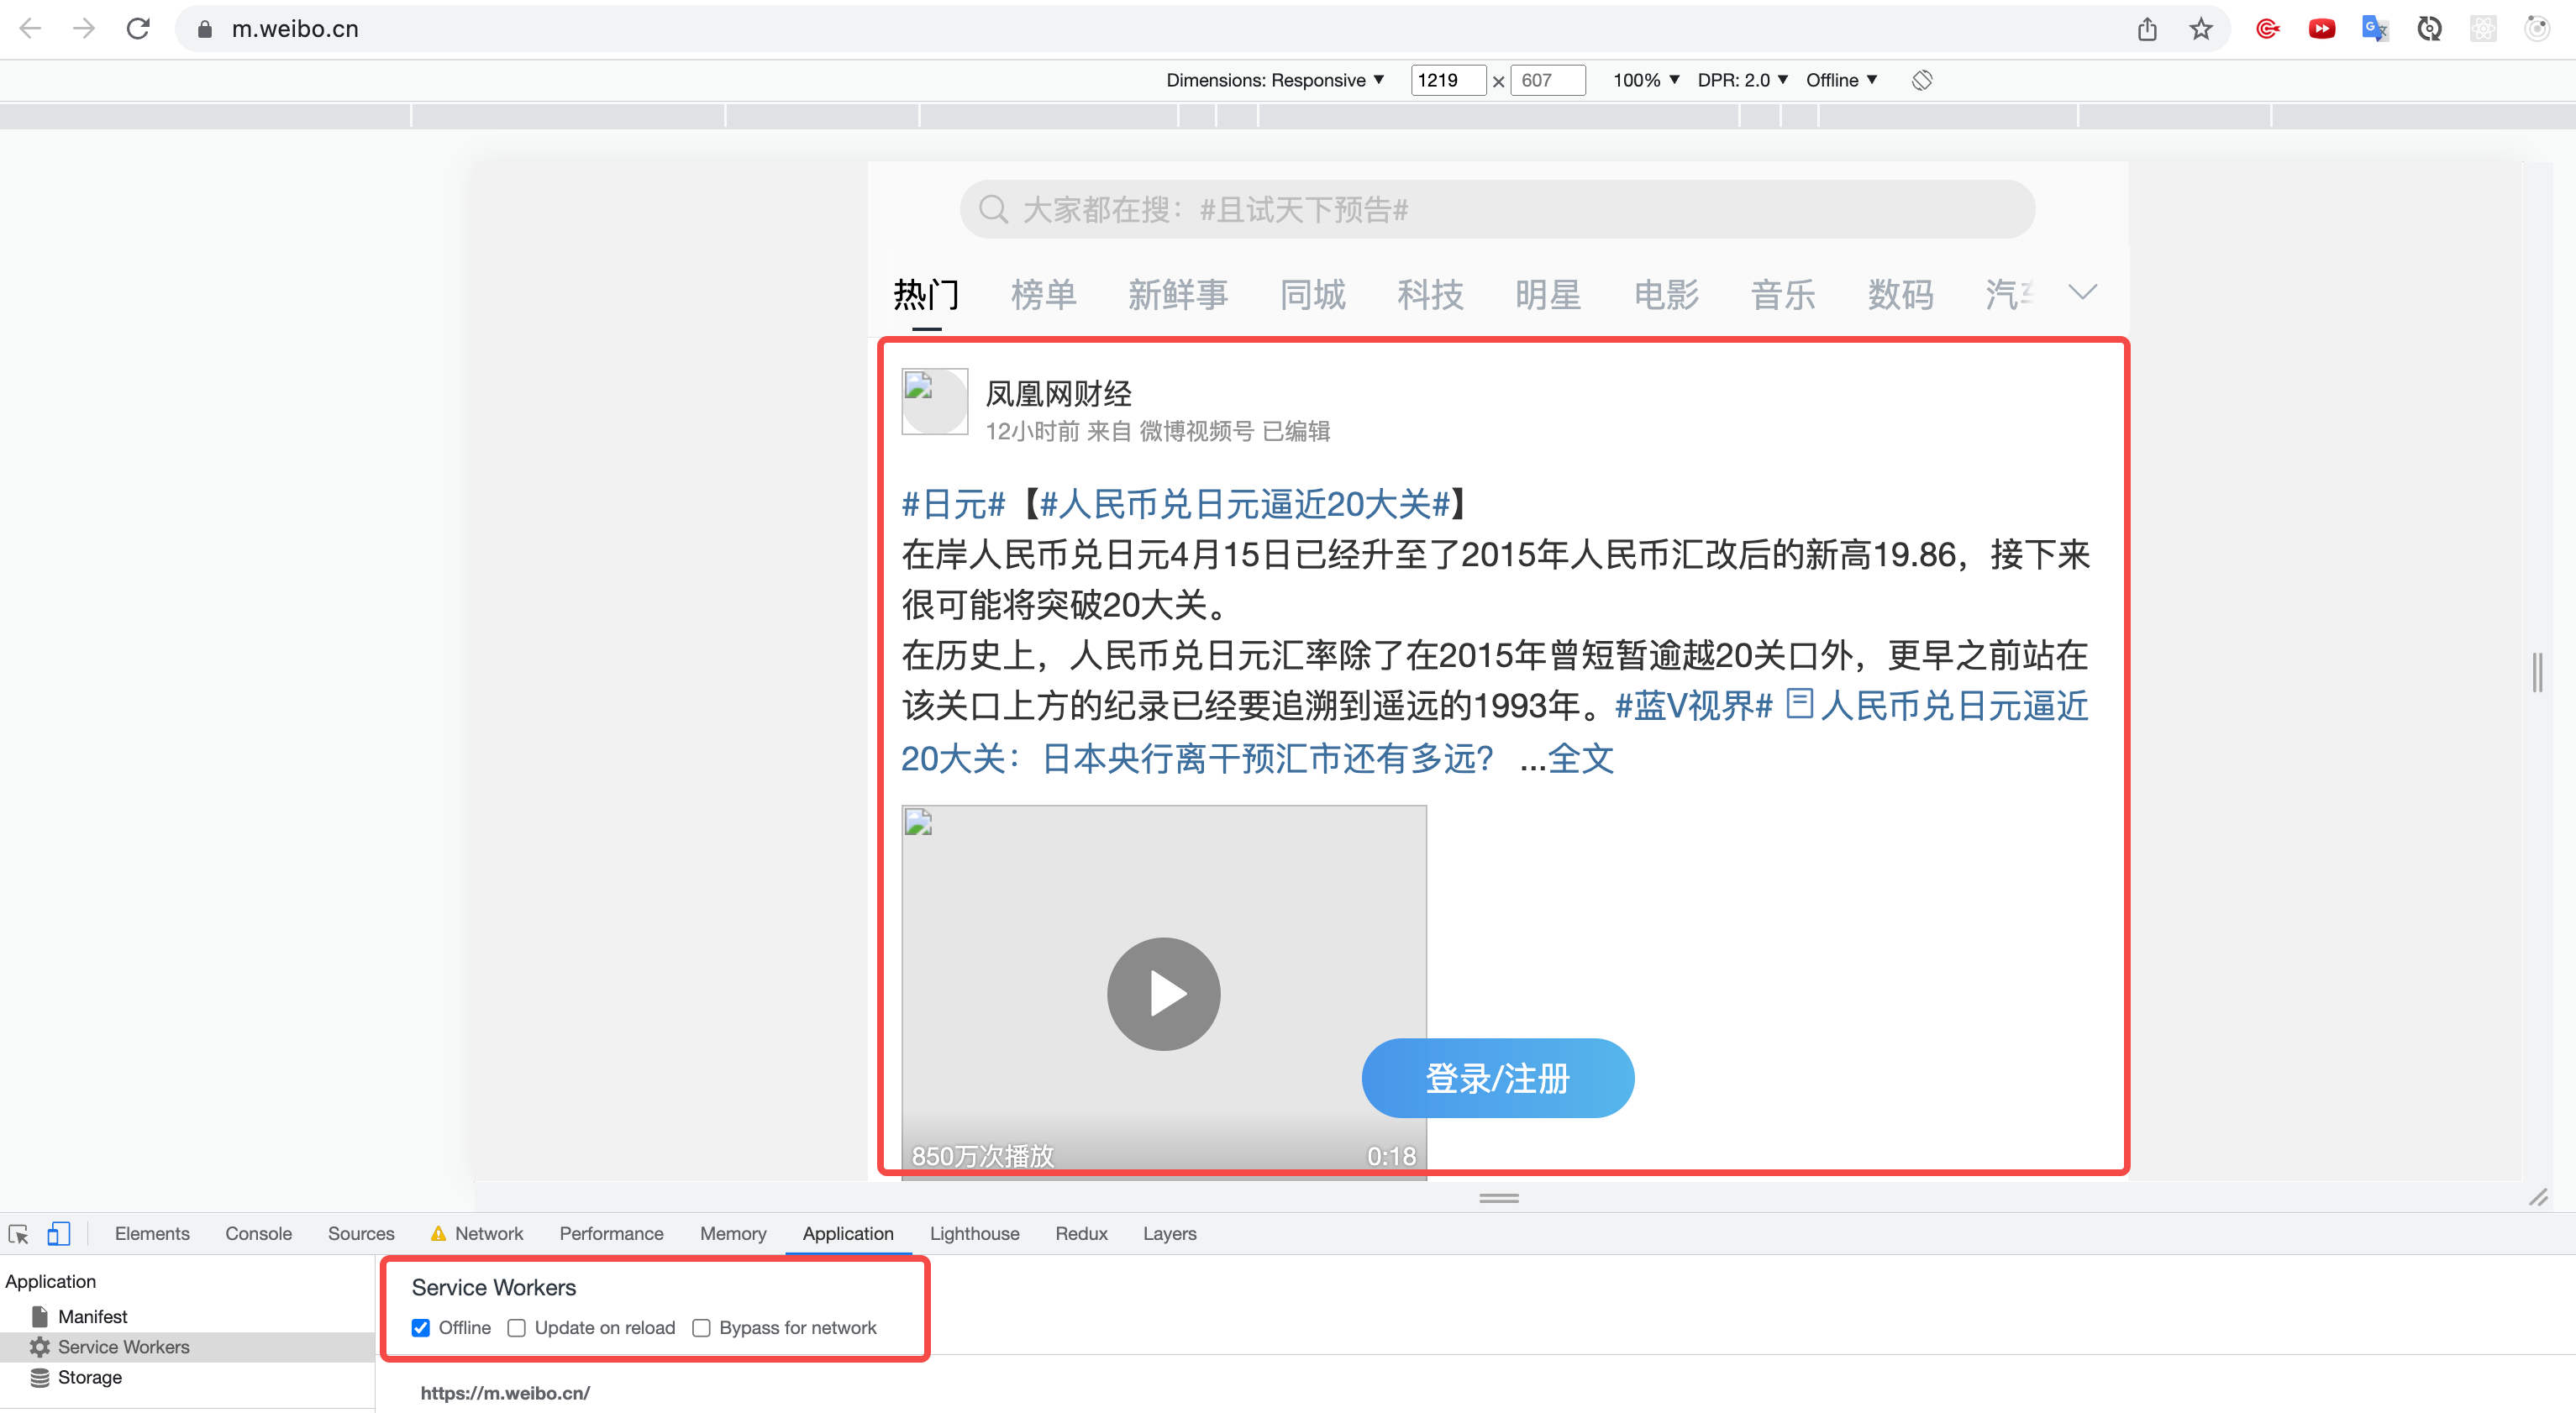 m.weibo.cn
Dimensions: Responsive ▼ 1219 × 607 100% ▼ DPR: 2.0 ▼ Offline ▼
大家都在搜：#且试天下预告#
热门 榜单 新鲜事 同城 科技 明星 电影 音乐 数码 汽车
凤凰网财经
12小时前 来自 微博视频号 已编辑
#日元#【#人民币兑日元逼近20大关#】
在岸人民币兑日元4月15日已经升至了2015年人民币汇改后的新高19.86，接下来
很可能将突破20大关。
在历史上，人民币兑日元汇率除了在2015年曾短暂逾越20关口外，更早之前站在
该关口上方的纪录已经要追溯到遥远的1993年。#蓝V视界# 人民币兑日元逼近
20大关：日本央行离干预汇市还有多远？ ...全文
850万次播放 0:18
登录/注册
Elements Console Sources Network Performance Memory Application Lighthouse Redux Layers
Application
Manifest
Service Workers
Storage
Service Workers
Offline Update on reload Bypass for network
https://m.weibo.cn/